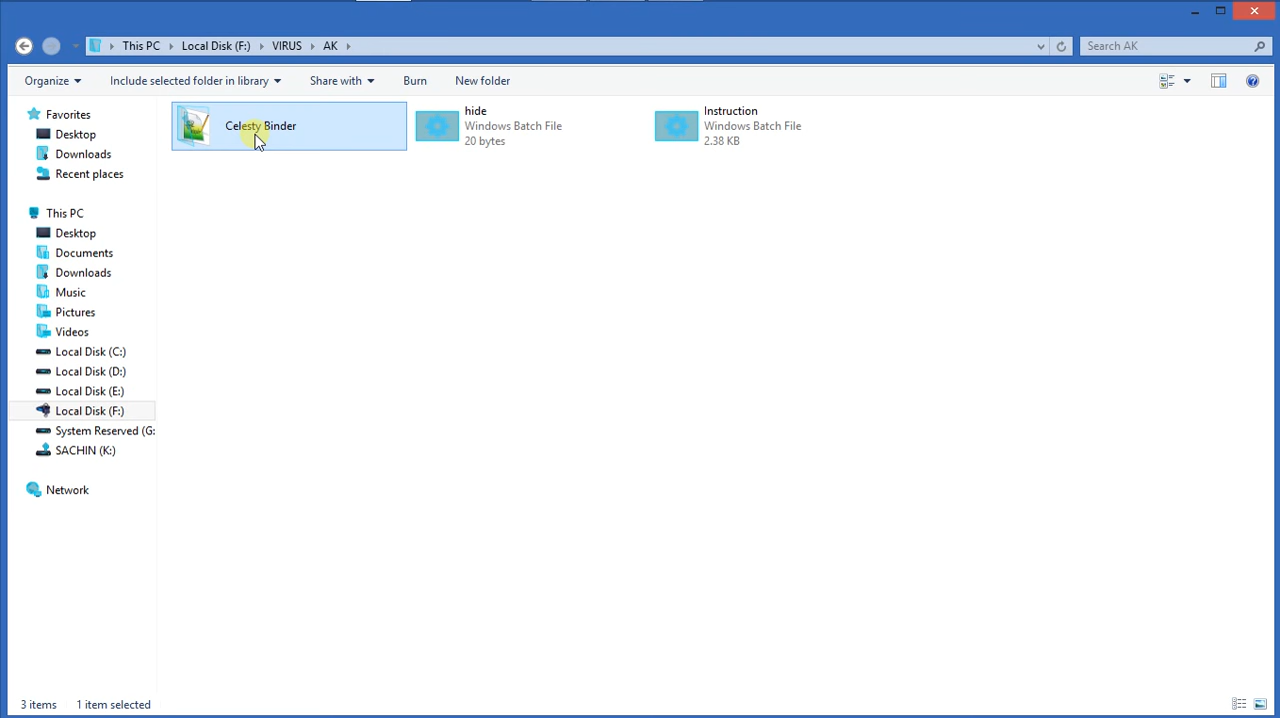 This PC Local Disk (F:) VIRUS AK
Search AK
Organize Include selected folder in library Share with Burn New folder
Favorites
Desktop
Downloads
Recent places
This PC
Desktop
Documents
Downloads
Music
Pictures
Videos
Local Disk (C:)
Local Disk (D:)
Local Disk (E:)
Local Disk (F:)
System Reserved (G:
SACHIN (K:)
Network
Celesty Binder
hide
Windows Batch File
20 bytes
Instruction
Windows Batch File
2.38 KB
3 items 1 item selected